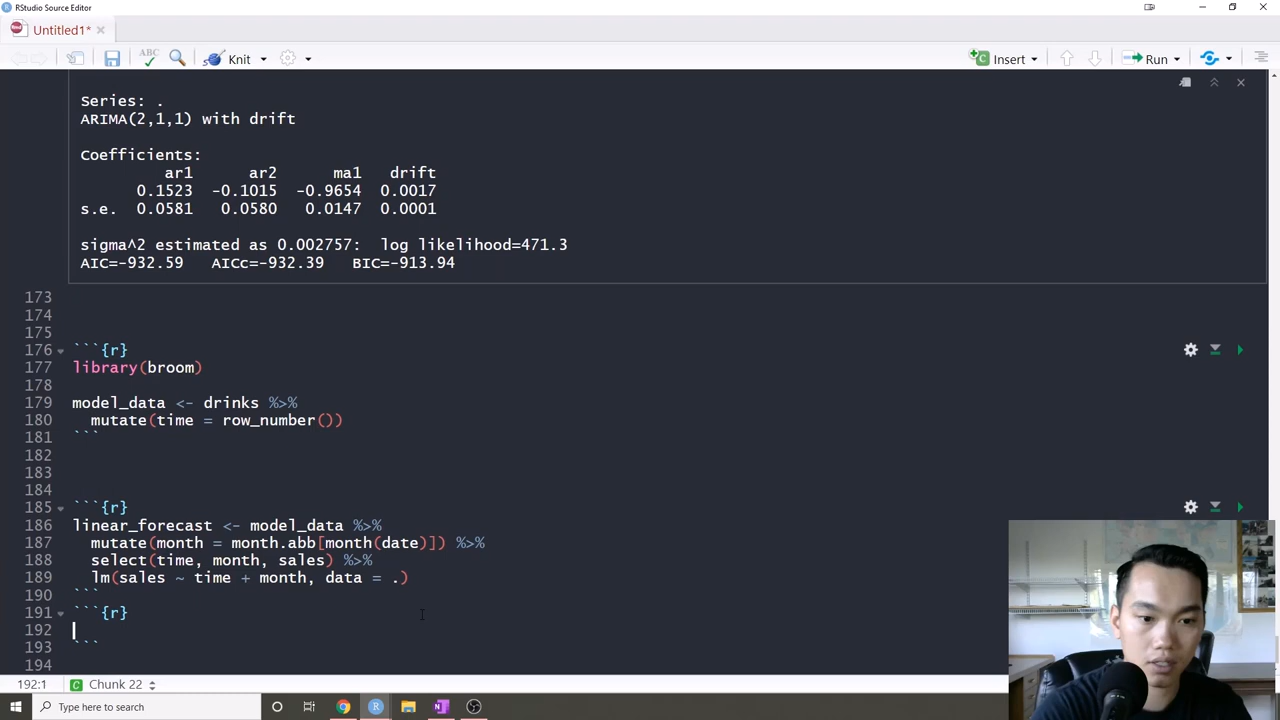 RStudio Source Editor
Untitled1*
ABC
Knit
Insert
Run
Series: .
ARIMA(2,1,1) with drift
Coefficients:
ar1 ar2 ma1 drift
0.1523 -0.1015 -0.9654 0.0017
s.e. 0.0581 0.0580 0.0147 0.0001
sigma^2 estimated as 0.002757: log likelihood=471.3
AIC=-932.59 AICc=-932.39 BIC=-913.94
173
174
175
176 ```{r}
177 library(broom)
178
179 model_data <- drinks %>%
180 mutate(time = row_number())
181 ```
182
183
184
185 ```{r}
186 linear_forecast <- model_data %>%
187 mutate(month = month.abb[month(date)]) %>%
188 select(time, month, sales) %>%
189 lm(sales ~ time + month, data = .)
190 ```
191 ```{r}
192
193 ```
194
192:1 C Chunk 22
Type here to search